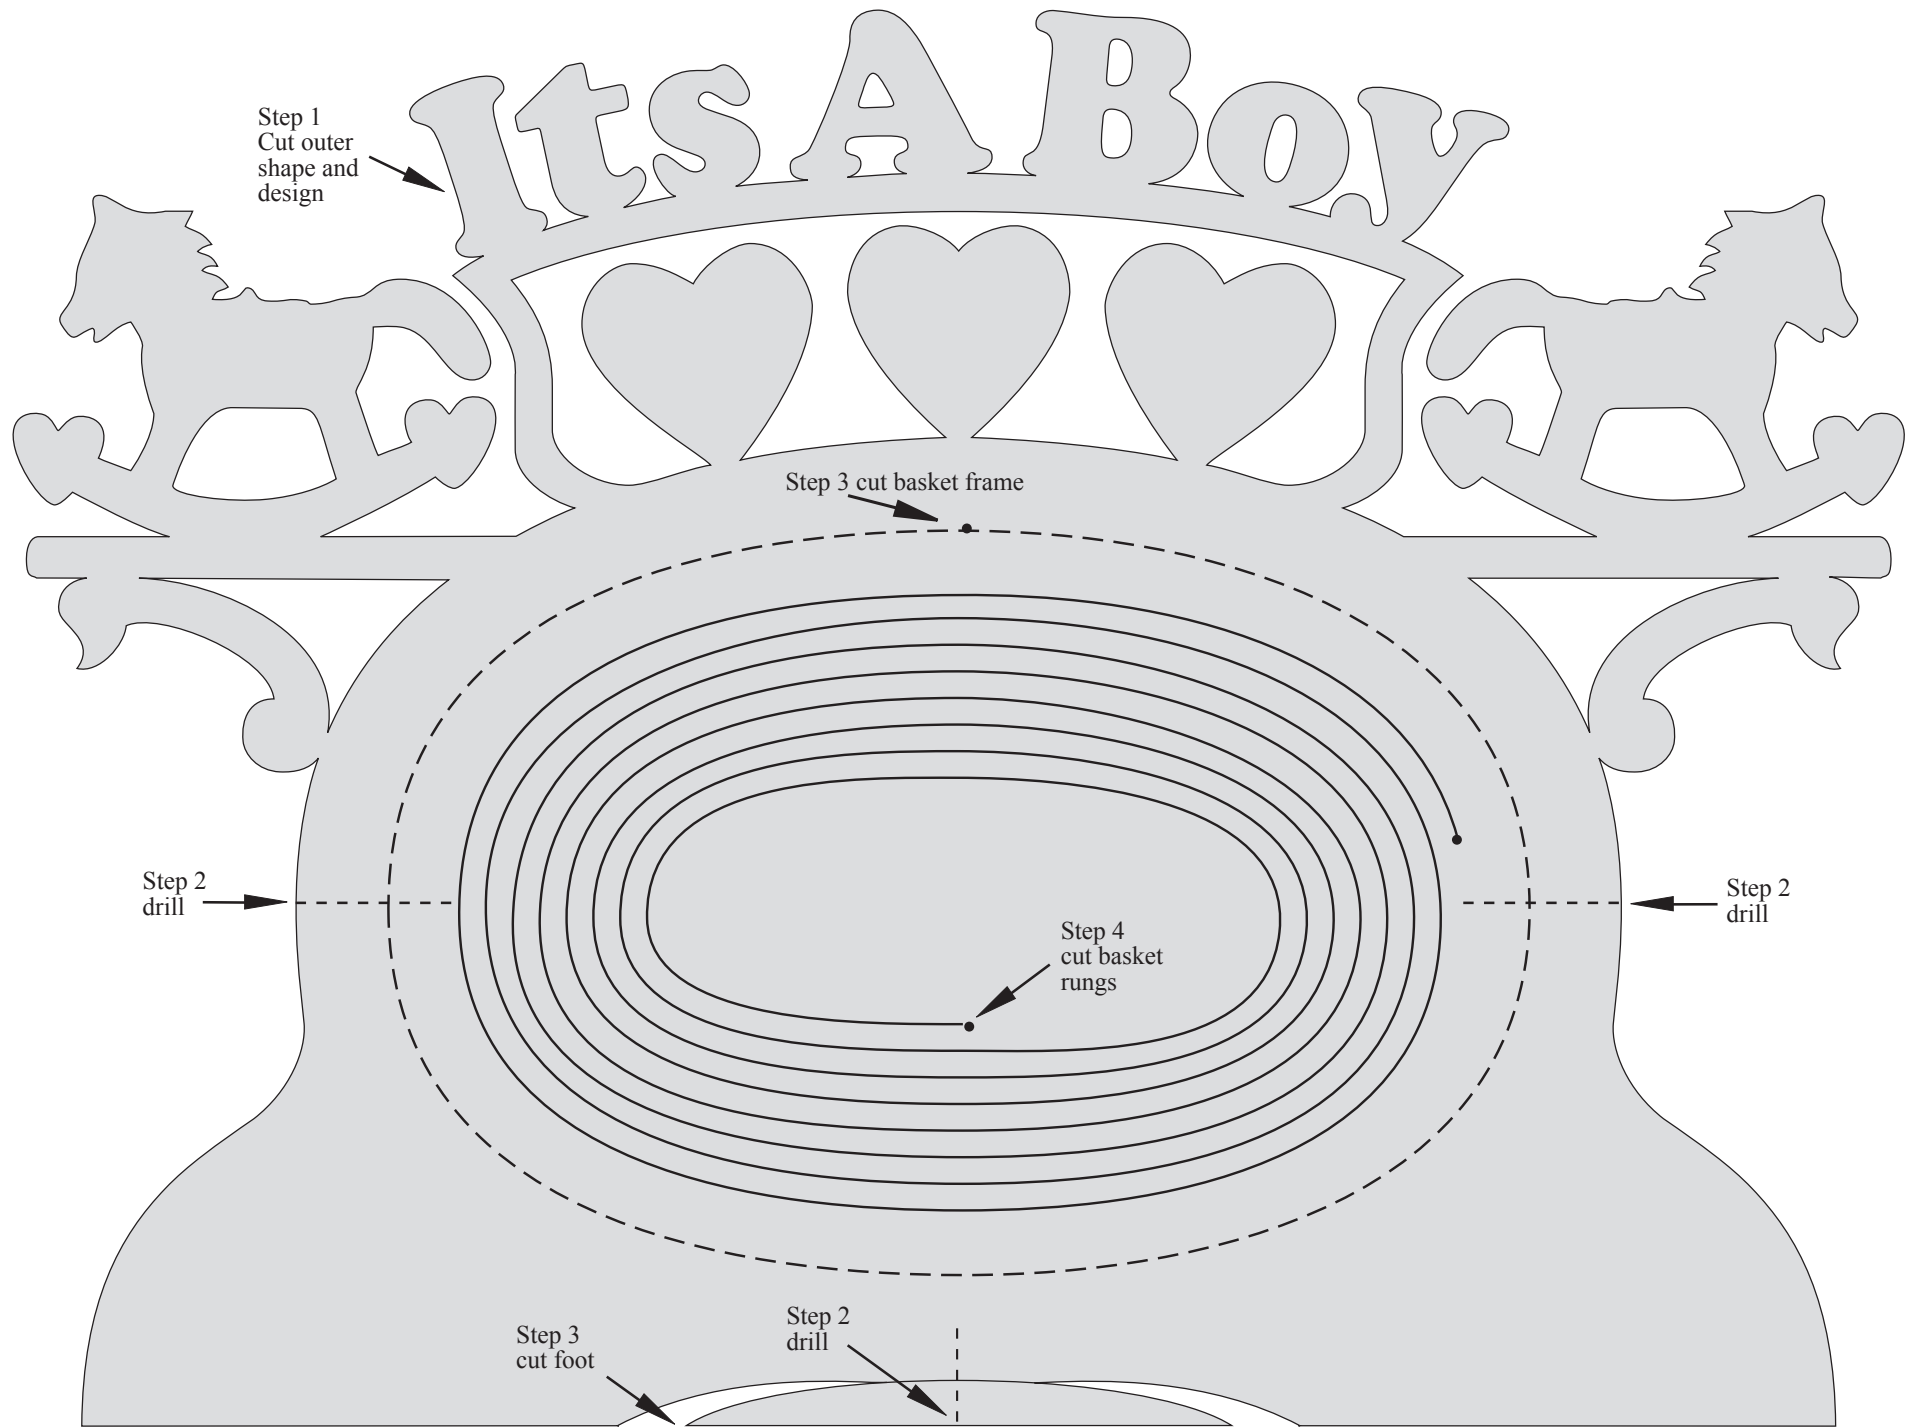 Its A Boy
Step 1
Cut outer
shape and
design
Step 3 cut basket frame
Step 2
drill
Step 2
drill
Step 4
cut basket
rungs
Step 2
drill
Step 3
cut foot